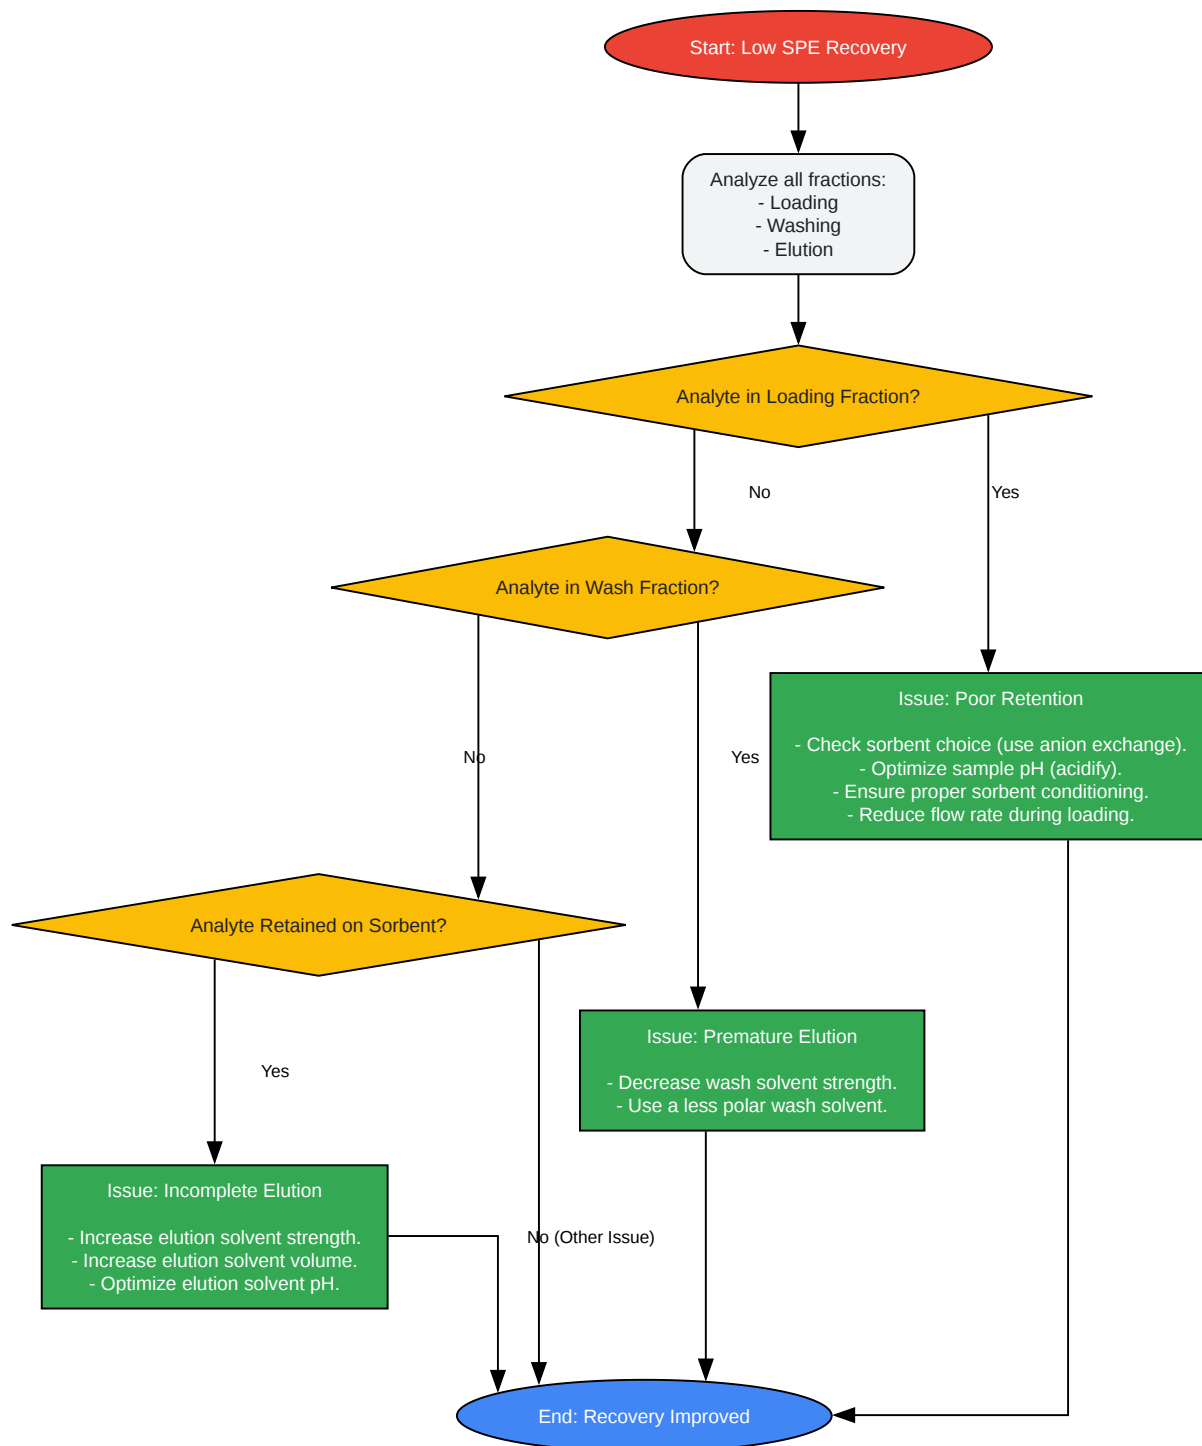 Start: Low SPE Recovery
Analyze all fractions:
- Loading
- Washing
- Elution
Analyte in Loading Fraction?
No
Yes
Analyte in Wash Fraction?
Issue: Poor Retention
- Check sorbent choice (use anion exchange).
- Optimize sample pH (acidify).
- Ensure proper sorbent conditioning.
- Reduce flow rate during loading.
No
Yes
Analyte Retained on Sorbent?
Issue: Premature Elution
- Decrease wash solvent strength.
- Use a less polar wash solvent.
Yes
Issue: Incomplete Elution
- Increase elution solvent strength.
- Increase elution solvent volume.
- Optimize elution solvent pH.
No (Other Issue)
End: Recovery Improved